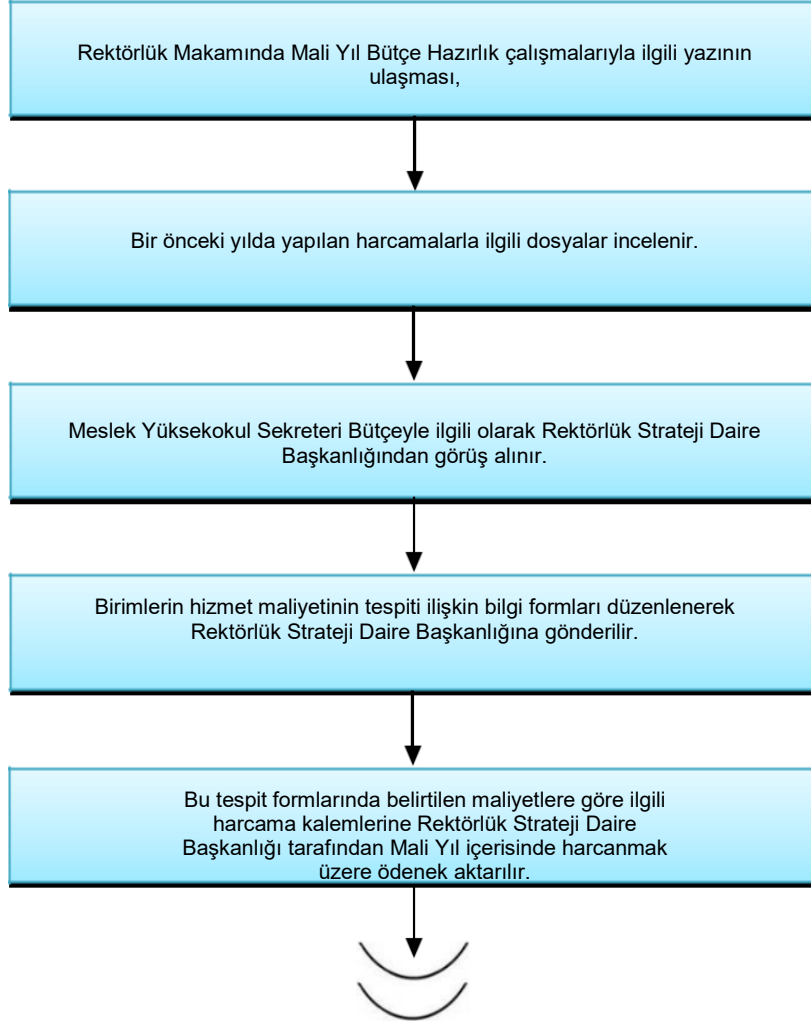 Rektörlük Makamında Mali Yıl Bütçe Hazırlık çalışmalarıyla ilgili yazının
ulaşması,
Bir önceki yılda yapılan harcamalarla ilgili dosyalar incelenir.
Meslek Yüksekokul Sekreteri Bütçeyle ilgili olarak Rektörlük Strateji Daire
Başkanlığından görüş alınır.
Birimlerin hizmet maliyetinin tespiti ilişkin bilgi formları düzenlenerek
Rektörlük Strateji Daire Başkanlığına gönderilir.
Bu tespit formlarında belirtilen maliyetlere göre ilgili
harcama kalemlerine Rektörlük Strateji Daire
Başkanlığı tarafından Mali Yıl içerisinde harcanmak
üzere ödenek aktarılır.